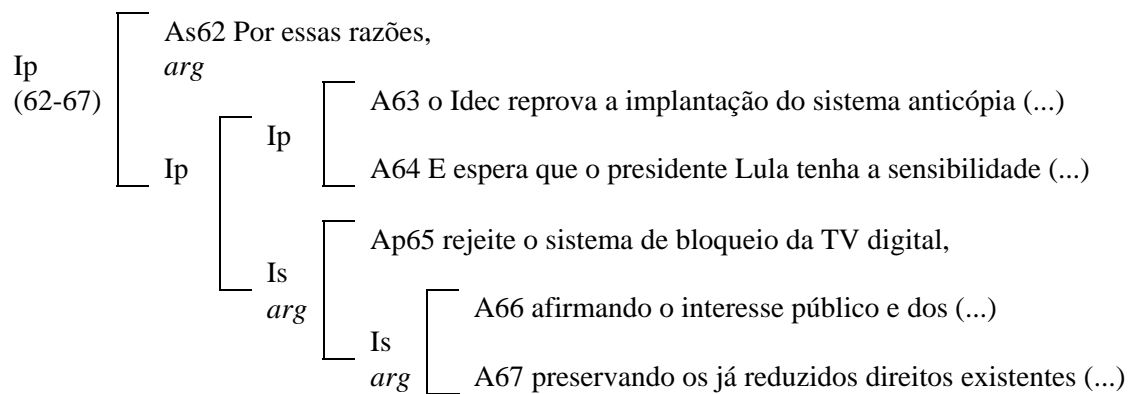 As62 Por essas razões,
Ip
arg
(62-67)
A63 o Idec reprova a implantação do sistema anticópia (...)
Ip
Ip
A64 E espera que o presidente Lula tenha a sensibilidade (...)
Ap65 rejeite o sistema de bloqueio da TV digital,
Is
arg
A66 afirmando o interesse público e dos (...)
Is
arg
A67 preservando os já reduzidos direitos existentes (...)